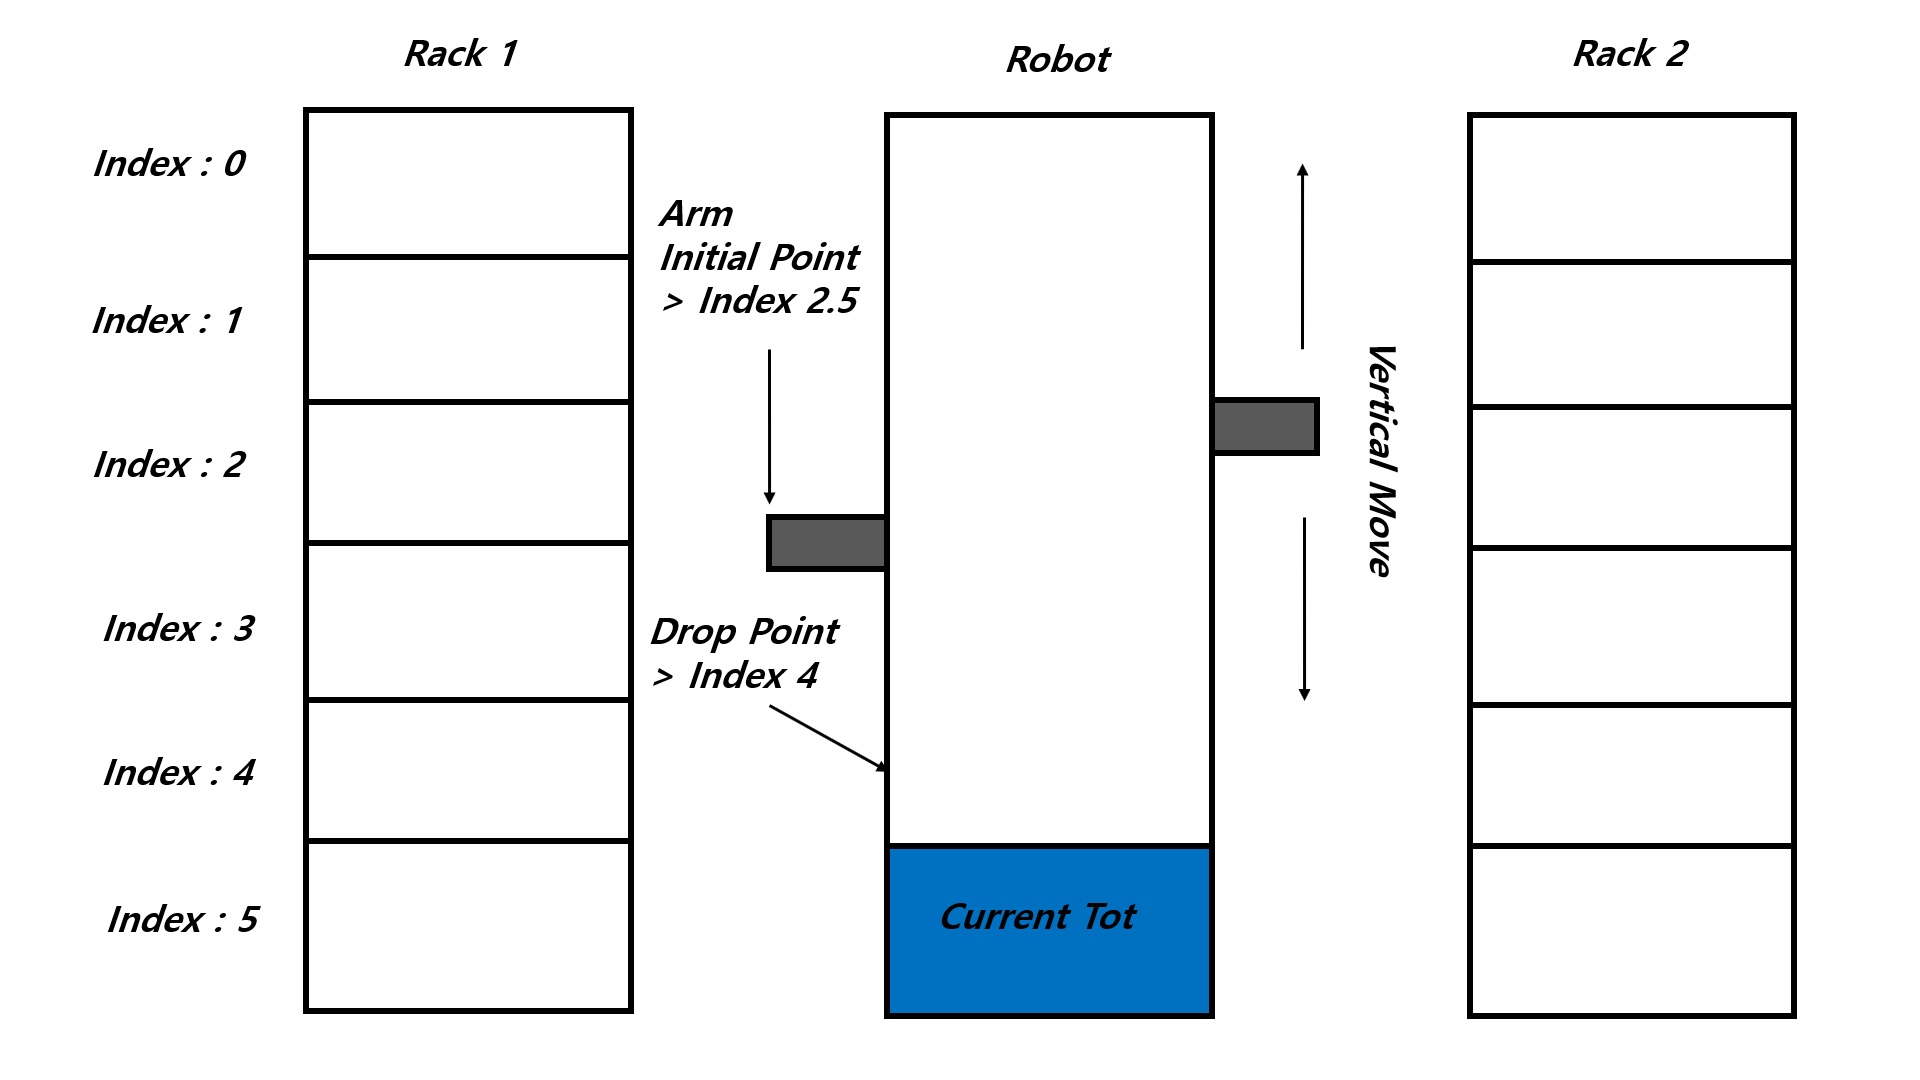 Rack 1
Robot
Rack 2
Index : 0
Arm
Initial Point
> Index 2.5
Index : 1
Vertical Move
Index : 2
Index : 3
Drop Point
> Index 4
Index : 4
Index : 5
Current Tot